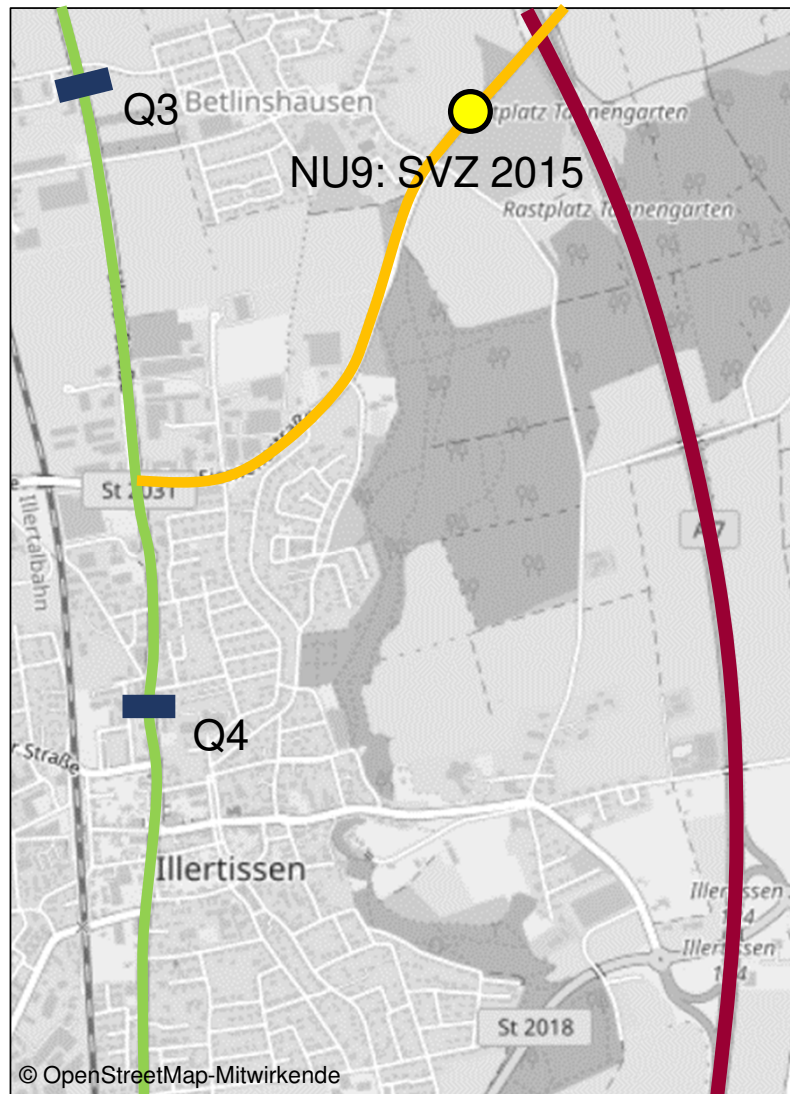 Q3
Betlinshausen
tplatz Tannengarten
NU9: SVZ 2015
Rastplatz Tannengarten
St 2031
Illertalbahn
A7
Q4
r Straße
Illertissen
Illertissen
Illertissen
St 2018
© OpenStreetMap-Mitwirkende